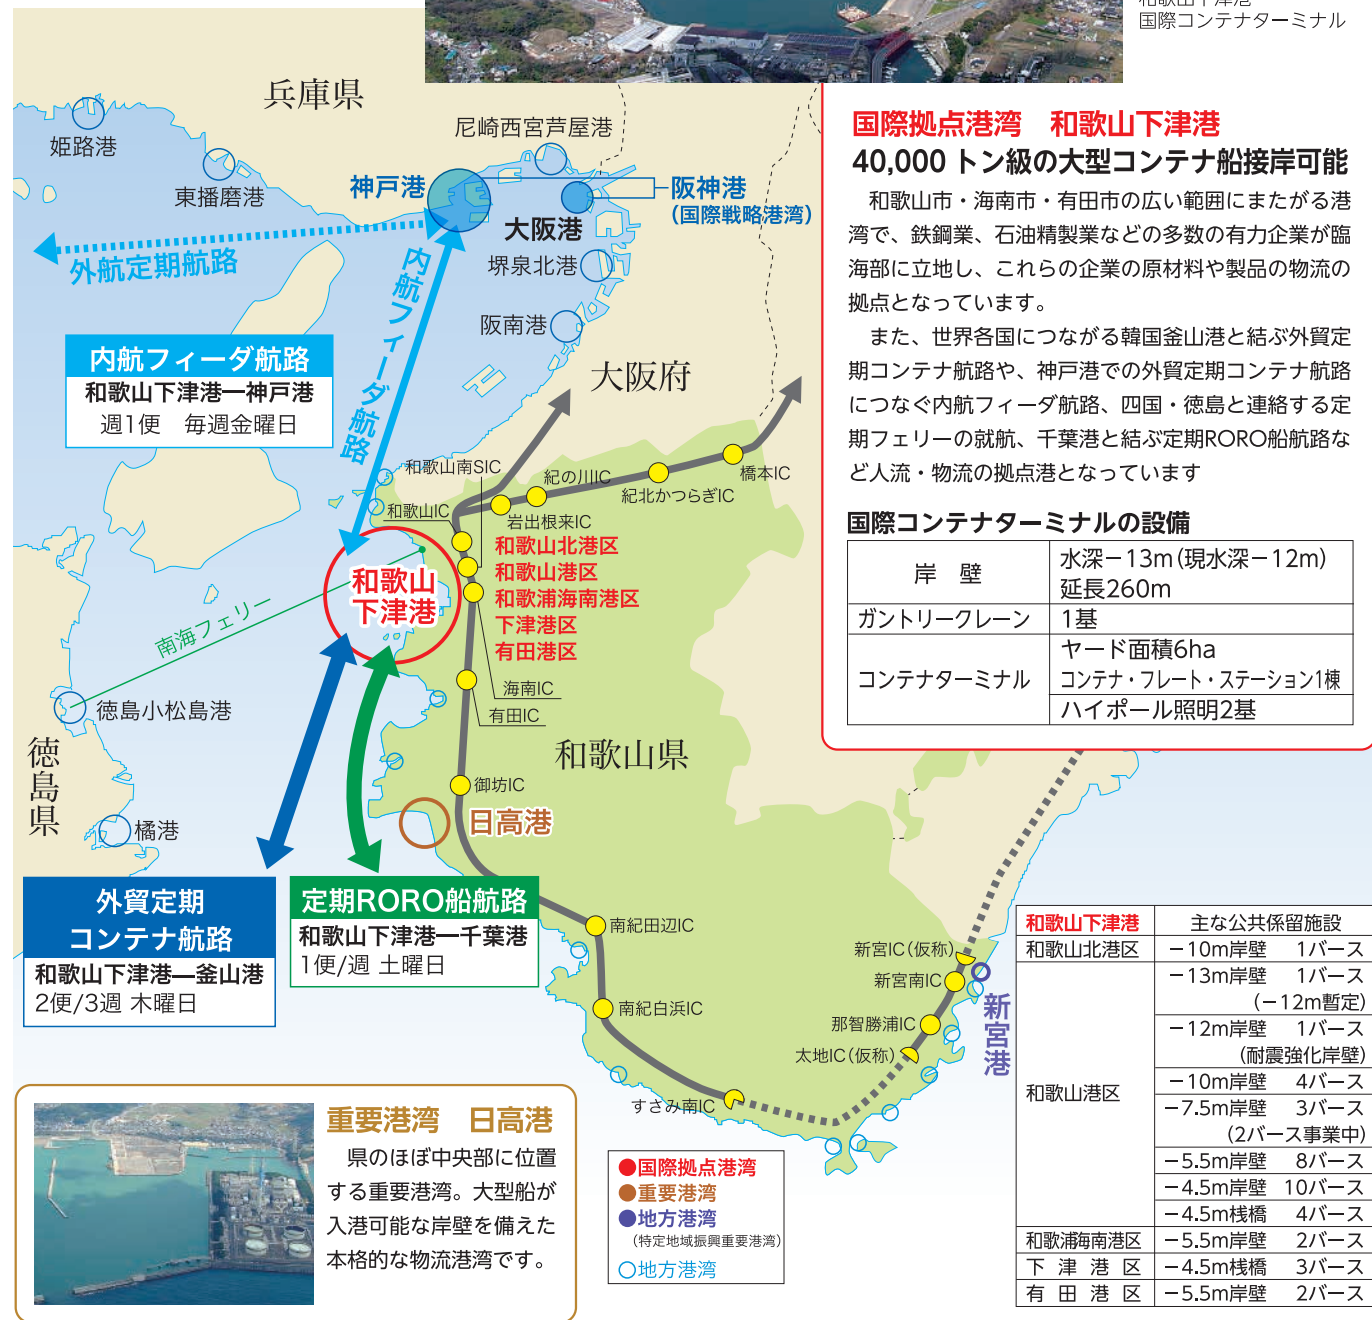 和歌山下津港
国際コンテナターミナル
兵庫県
姫路港
東播磨港
尼崎西宮芦屋港
神戸港
阪神港
(国際戦略港湾)
大阪港
堺泉北港
阪南港
外航定期航路
内航フィーダ航路
大阪府
内航フィーダ航路
和歌山下津港ー神戸港
週1便 毎週金曜日
国際拠点港湾 和歌山下津港
40,000 トン級の大型コンテナ船接岸可能
和歌山市・海南市・有田市の広い範囲にまたがる港
湾で、鉄鋼業、石油精製業などの多数の有力企業が臨
海部に立地し、これらの企業の原材料や製品の物流の
拠点となっています。
また、世界各国につながる韓国釜山港と結ぶ外貿定
期コンテナ航路や、神戸港での外貿定期コンテナ航路
につなぐ内航フィーダ航路、四国・徳島と連絡する定
期フェリーの就航、千葉港と結ぶ定期RORO船航路な
ど人流・物流の拠点港となっています
国際コンテナターミナルの設備
岸 壁 水深−13m(現水深−12m)
延長260m
ガントリークレーン 1基
コンテナターミナル ヤード面積6ha
コンテナ・フレート・ステーション1棟
ハイポール照明2基
和歌山南SIC
和歌山IC
紀の川IC
岩出根来IC
紀北かつらぎIC
橋本IC
和歌山北港区
和歌山港区
和歌浦海南港区
下津港区
有田港区
和歌山
下津港
南海フェリー
徳島小松島港
徳島県
橘港
海南IC
有田IC
和歌山県
御坊IC
日高港
外貿定期
コンテナ航路
和歌山下津港―釜山港
2便/3週 木曜日
定期RORO船航路
和歌山下津港―千葉港
1便/週 土曜日
南紀田辺IC
南紀白浜IC
すさみ南IC
新宮IC(仮称)
新宮南IC
那智勝浦IC
太地IC(仮称)
新宮港
重要港湾 日高港
県のほぼ中央部に位置
する重要港湾。大型船が
入港可能な岸壁を備えた
本格的な物流港湾です。
●国際拠点港湾
●重要港湾
●地方港湾
(特定地域振興重要港湾)
○地方港湾
和歌山下津港 主な公共係留施設
和歌山北港区 −10m岸壁 1バース
和歌山港区 −13m岸壁 1バース
(−12m暫定)
−12m岸壁 1バース
(耐震強化岸壁)
−10m岸壁 4バース
−7.5m岸壁 3バース
(2バース事業中)
−5.5m岸壁 8バース
−4.5m岸壁 10バース
−4.5m桟橋 4バース
和歌浦海南港区 −5.5m岸壁 2バース
下津港区 −4.5m桟橋 3バース
有田港区 −5.5m岸壁 2バース